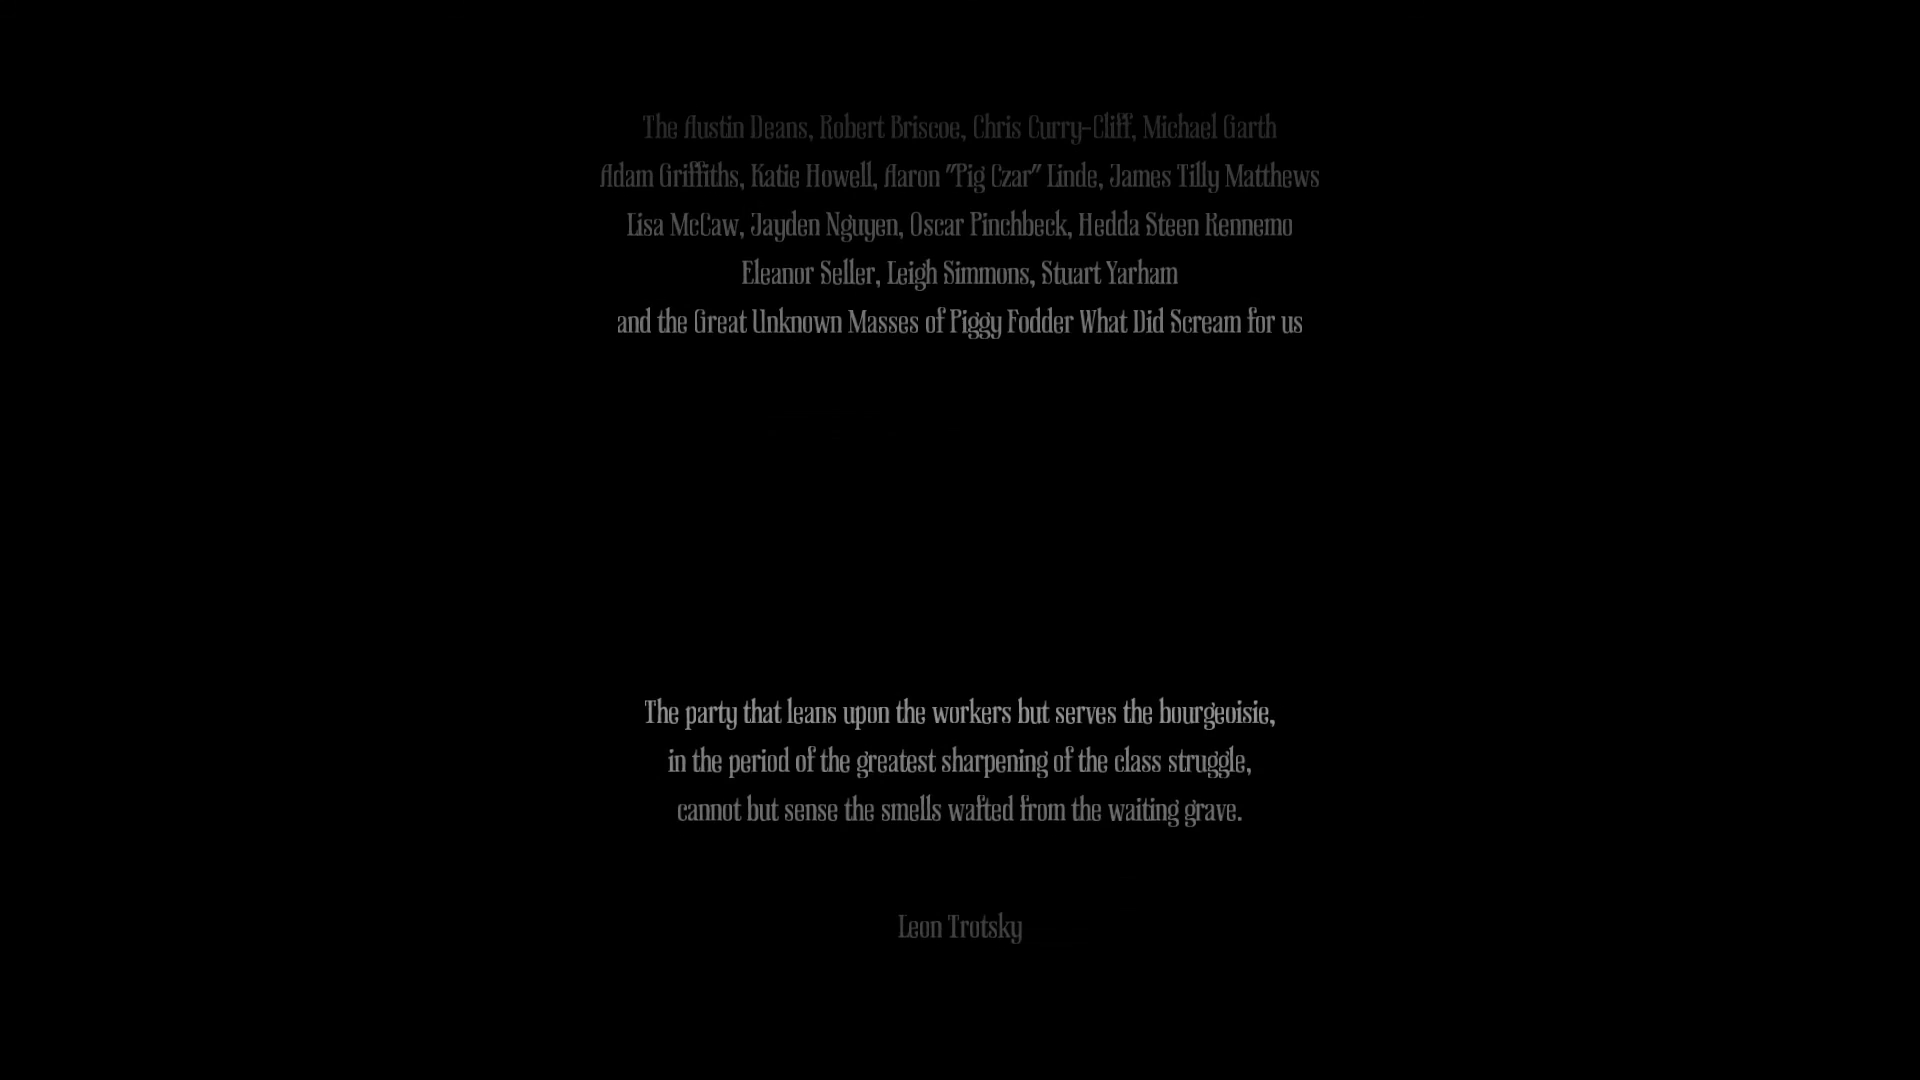 The Austin Deans, Robert Briscoe, Chris Curry-Cliff, Michael Garth
Adam Griffiths, Katie Howell, Aaron "Pig Czar" Linde, James Tilly Matthews
Lisa McCaw, Jayden Nguyen, Oscar Pinchbeck, Hedda Steen Rennemo
Eleanor Seller, Leigh Simmons, Stuart Yarham
and the Great Unknown Masses of Piggy Fodder What Did Scream for us
The party that leans upon the workers but serves the bourgeoisie,
in the period of the greatest sharpening of the class struggle,
cannot but sense the smells wafted from the waiting grave.
Leon Trotsky